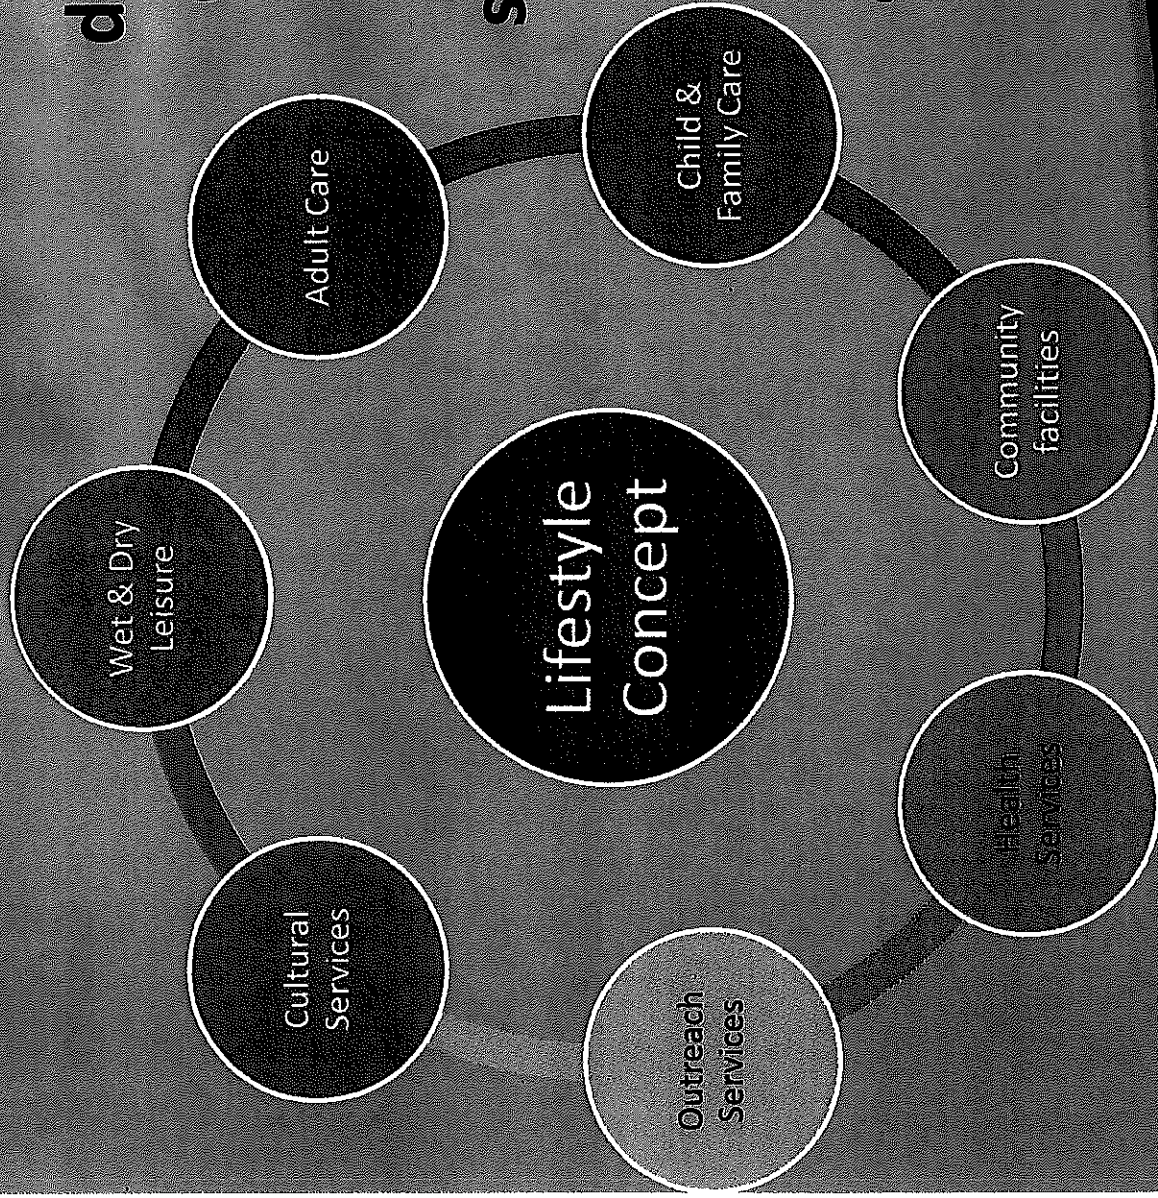 Lifestyle
Concept
Wet & Dry
Leisure
Adult Care
Child &
Family Care
Community
facilities
Health
Services
Outreach
Services
Cultural
Services
d
s